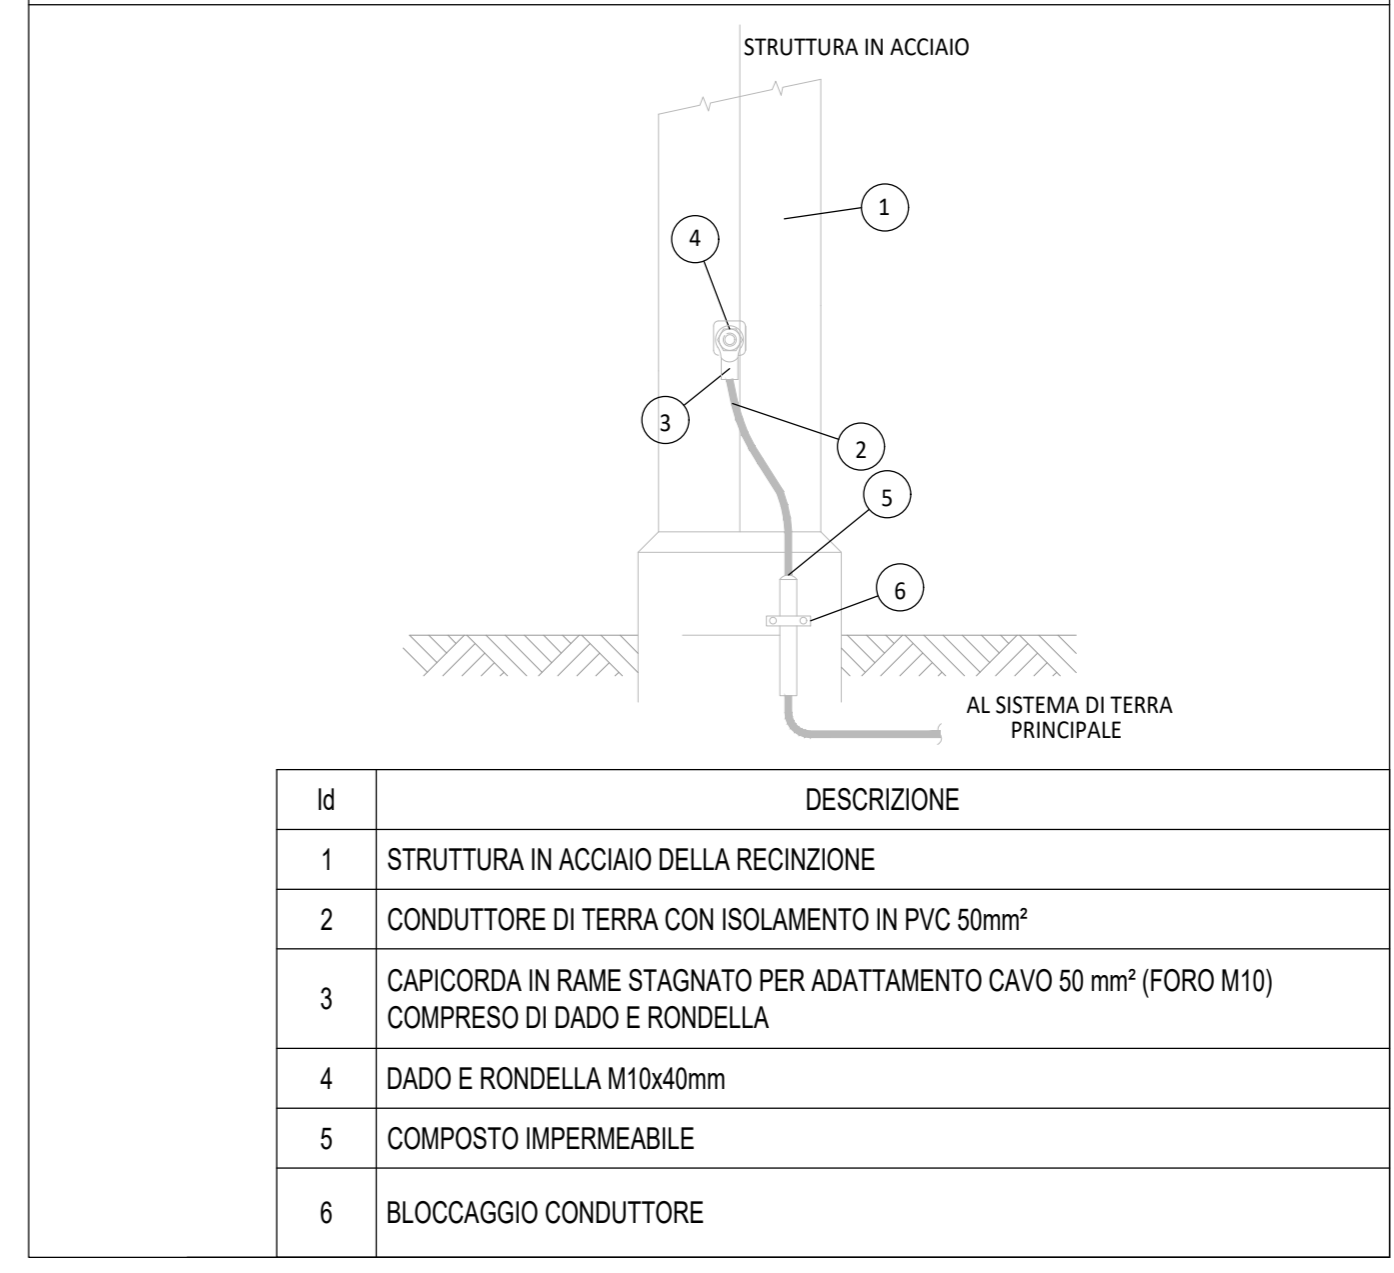 STRUTTURA IN ACCIAIO
1
4
3
2
5
6
AL SISTEMA DI TERRA
PRINCIPALE
Id DESCRIZIONE
1 STRUTTURA IN ACCIAIO DELLA RECINZIONE
2 CONDUTTORE DI TERRA CON ISOLAMENTO IN PVC 50mm²
3 CAPICORDA IN RAME STAGNATO PER ADATTAMENTO CAVO 50 mm² (FORO M10)
COMPRESO DI DADO E RONDELLA
4 DADO E RONDELLA M10x40mm
5 COMPOSTO IMPERMEABILE
6 BLOCCAGGIO CONDUTTORE